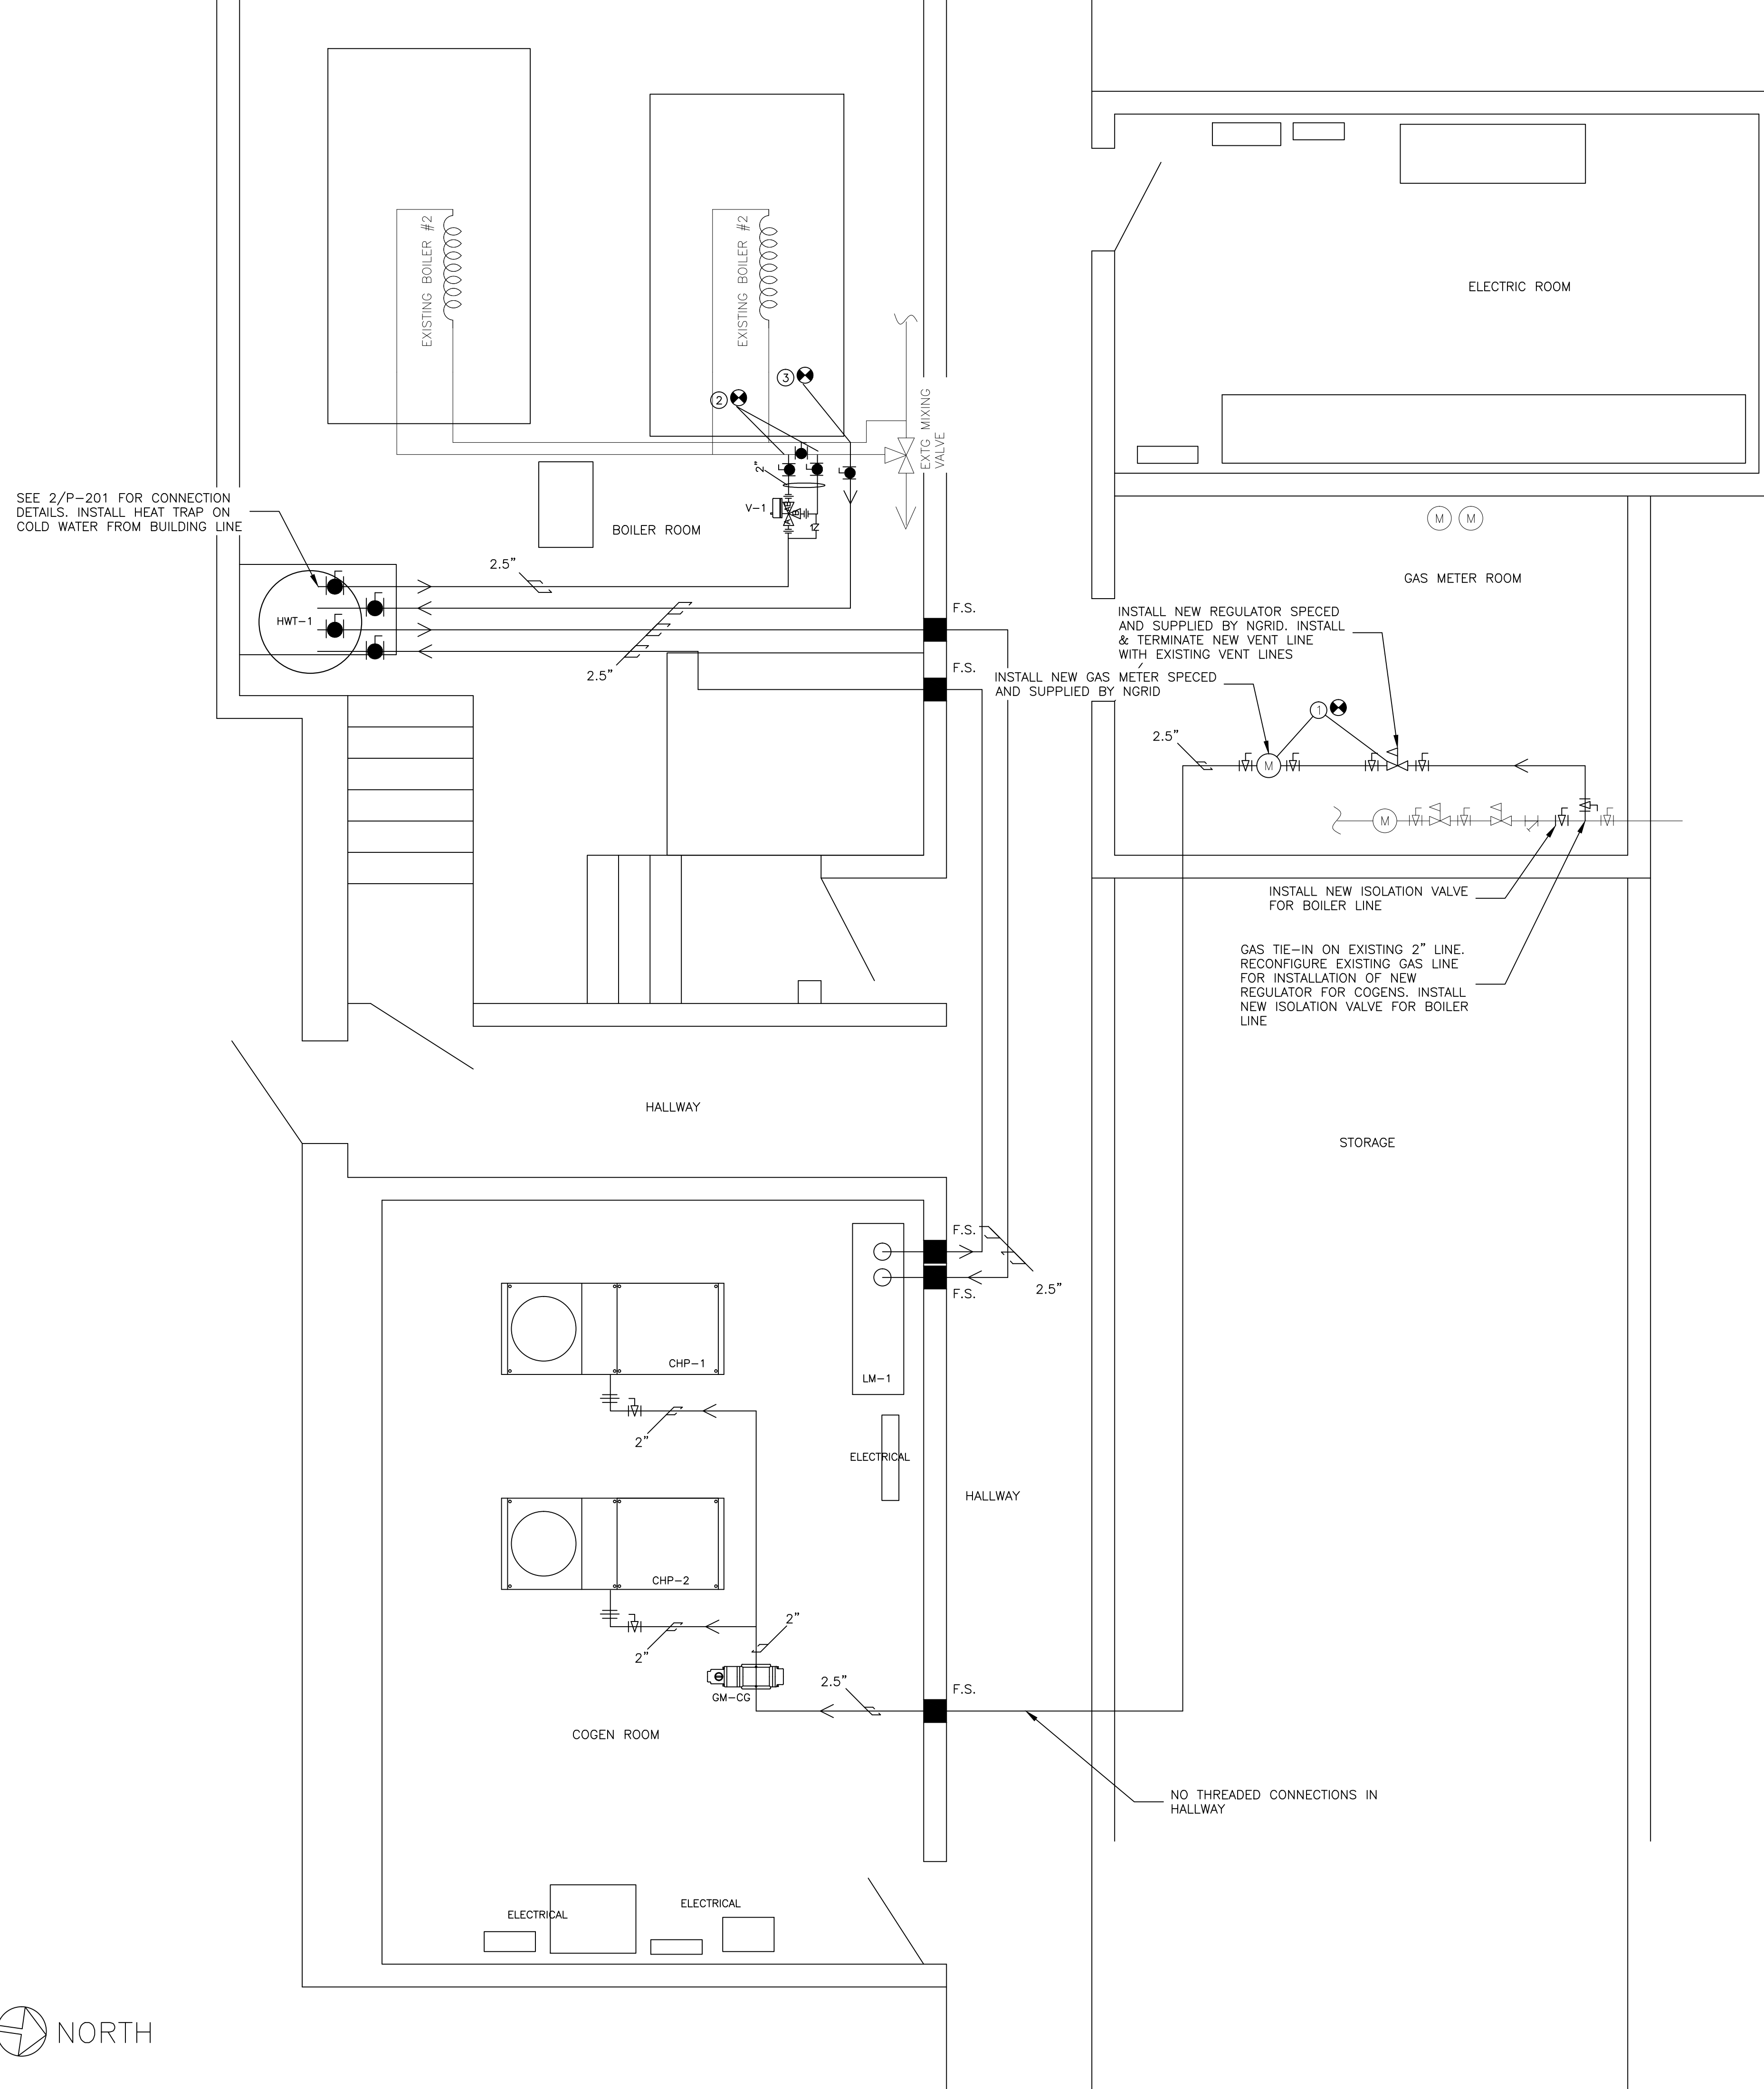 EXISTING BOILER #2
EXISTING BOILER #2
ELECTRIC ROOM
3
2
EXTG MIXING
VALVE
2"
V-1
BOILER ROOM
SEE 2/P-201 FOR CONNECTION
DETAILS. INSTALL HEAT TRAP ON
COLD WATER FROM BUILDING LINE
M M
GAS METER ROOM
2.5"
HWT-1
F.S.
2.5"
F.S.
INSTALL NEW REGULATOR SPECED
AND SUPPLIED BY NGRID. INSTALL
& TERMINATE NEW VENT LINE
WITH EXISTING VENT LINES
INSTALL NEW GAS METER SPECED
AND SUPPLIED BY NGRID
1
2.5"
M
M
INSTALL NEW ISOLATION VALVE
FOR BOILER LINE
GAS TIE-IN ON EXISTING 2" LINE.
RECONFIGURE EXISTING GAS LINE
FOR INSTALLATION OF NEW
REGULATOR FOR COGENS. INSTALL
NEW ISOLATION VALVE FOR BOILER
LINE
HALLWAY
STORAGE
F.S.
F.S.
2.5"
CHP-1
LM-1
2"
ELECTRICAL
HALLWAY
CHP-2
2"
2"
GM-CG
2.5"
F.S.
COGEN ROOM
NO THREADED CONNECTIONS IN
HALLWAY
ELECTRICAL
ELECTRICAL
NORTH